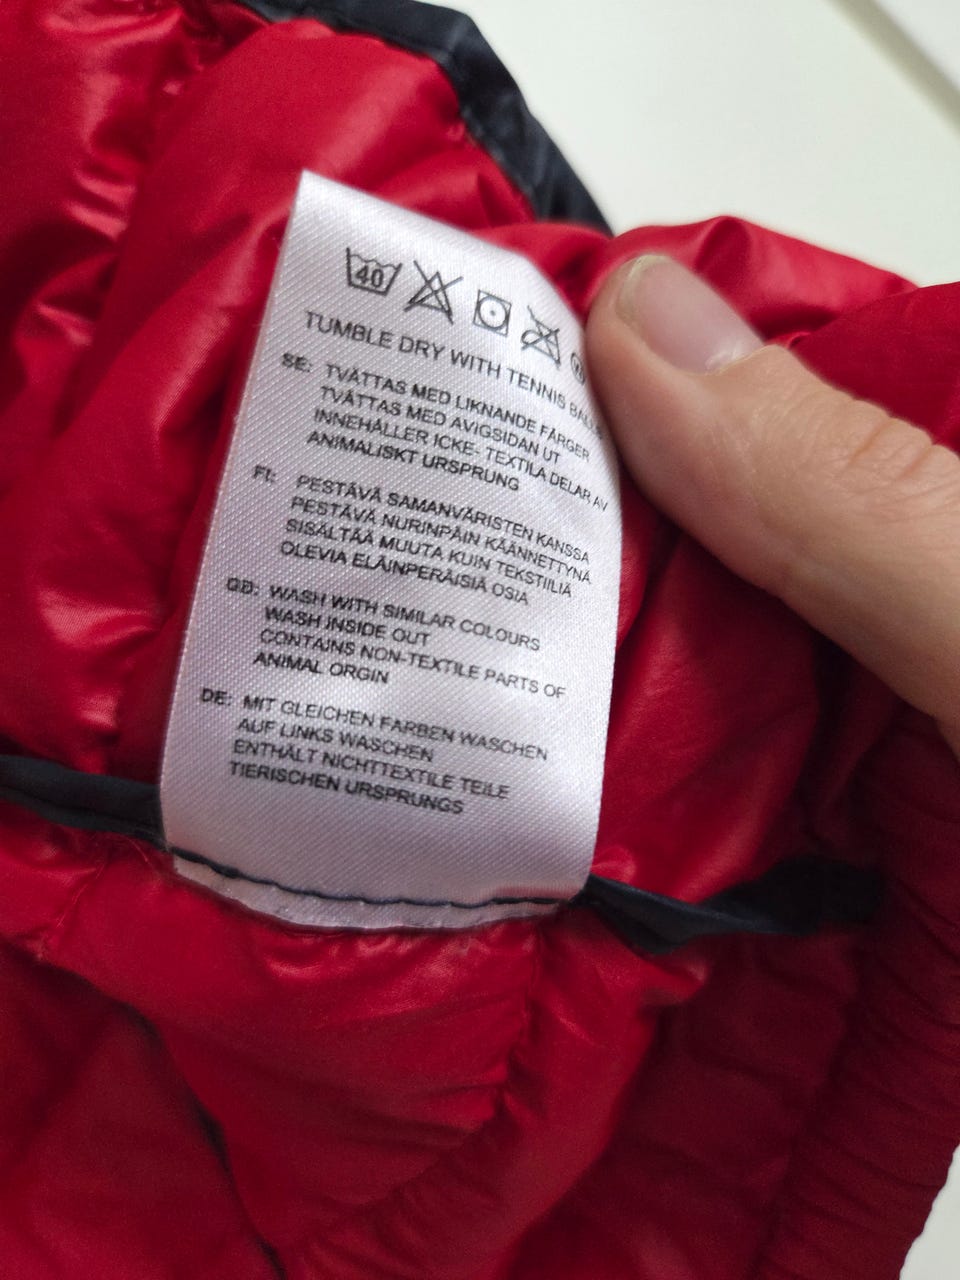 40
TUMBLE DRY WITH TENNIS
SE: TVÄTTAS MED LIKNANDE FÄRGER
TVÄTTAS MED AVIGSIDAN UT
INNEHÅLLER ICKE- TEXTILA DELAR AV
ANIMALISKT URSPRUNG
FI: PESTÄVÄ SAMANVÄRISTEN KANSSA
PESTÄVÄ NURINPÄIN KÄÄNNETTYNÄ
SISÄLTÄÄ MUUTA KUIN TEKSTIILIÄ
OLEVIA ELÄINPERÄISIÄ OSIA
GB: WASH WITH SIMILAR COLOURS
WASH INSIDE OUT
CONTAINS NON-TEXTILE PARTS OF
ANIMAL ORGIN
DE: MIT GLEICHEN FARBEN WASCHEN
AUF LINKS WASCHEN
ENTHÄLT NICHTTEXTILE TEILE
TIERISCHEN URSPRUNGS